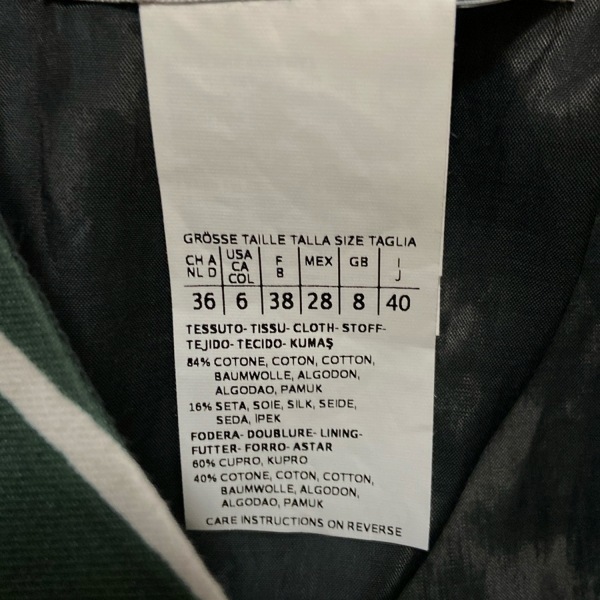 GRÖSSE TAILLE TALLA SIZE TAGLIA
CH A NL D USA CA COL F B MEX GB I J
36 6 38 28 8 40
TESSUTO- TISSU- CLOTH- STOFF-
TEJIDO- TECIDO- KUMAŞ
84% COTONE, COTON, COTTON,
BAUMWOLLE, ALGODON,
ALGODAO, PAMUK
16% SETA, SOIE, SILK, SEIDE,
SEDA, İPEK
FODERA- DOUBLURE- LINING-
FUTTER- FORRO- ASTAR
60% CUPRO, KUPRO
40% COTONE, COTON, COTTON,
BAUMWOLLE, ALGODON,
ALGODAO, PAMUK
CARE INSTRUCTIONS ON REVERSE